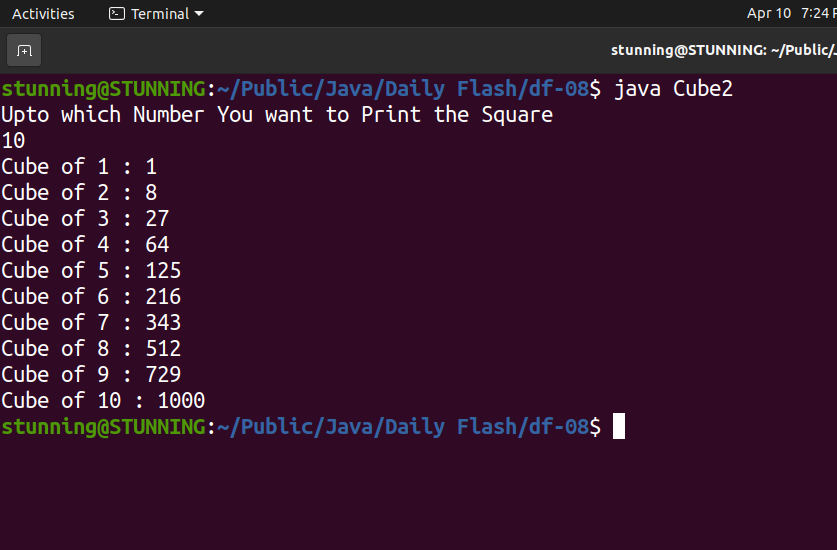 Activities Terminal Apr 10 7:24
stunning@STUNNING: ~/Public/
stunning@STUNNING:~/Public/Java/Daily Flash/df-08$ java Cube2
Upto which Number You want to Print the Square
10
Cube of 1 : 1
Cube of 2 : 8
Cube of 3 : 27
Cube of 4 : 64
Cube of 5 : 125
Cube of 6 : 216
Cube of 7 : 343
Cube of 8 : 512
Cube of 9 : 729
Cube of 10 : 1000
stunning@STUNNING:~/Public/Java/Daily Flash/df-08$